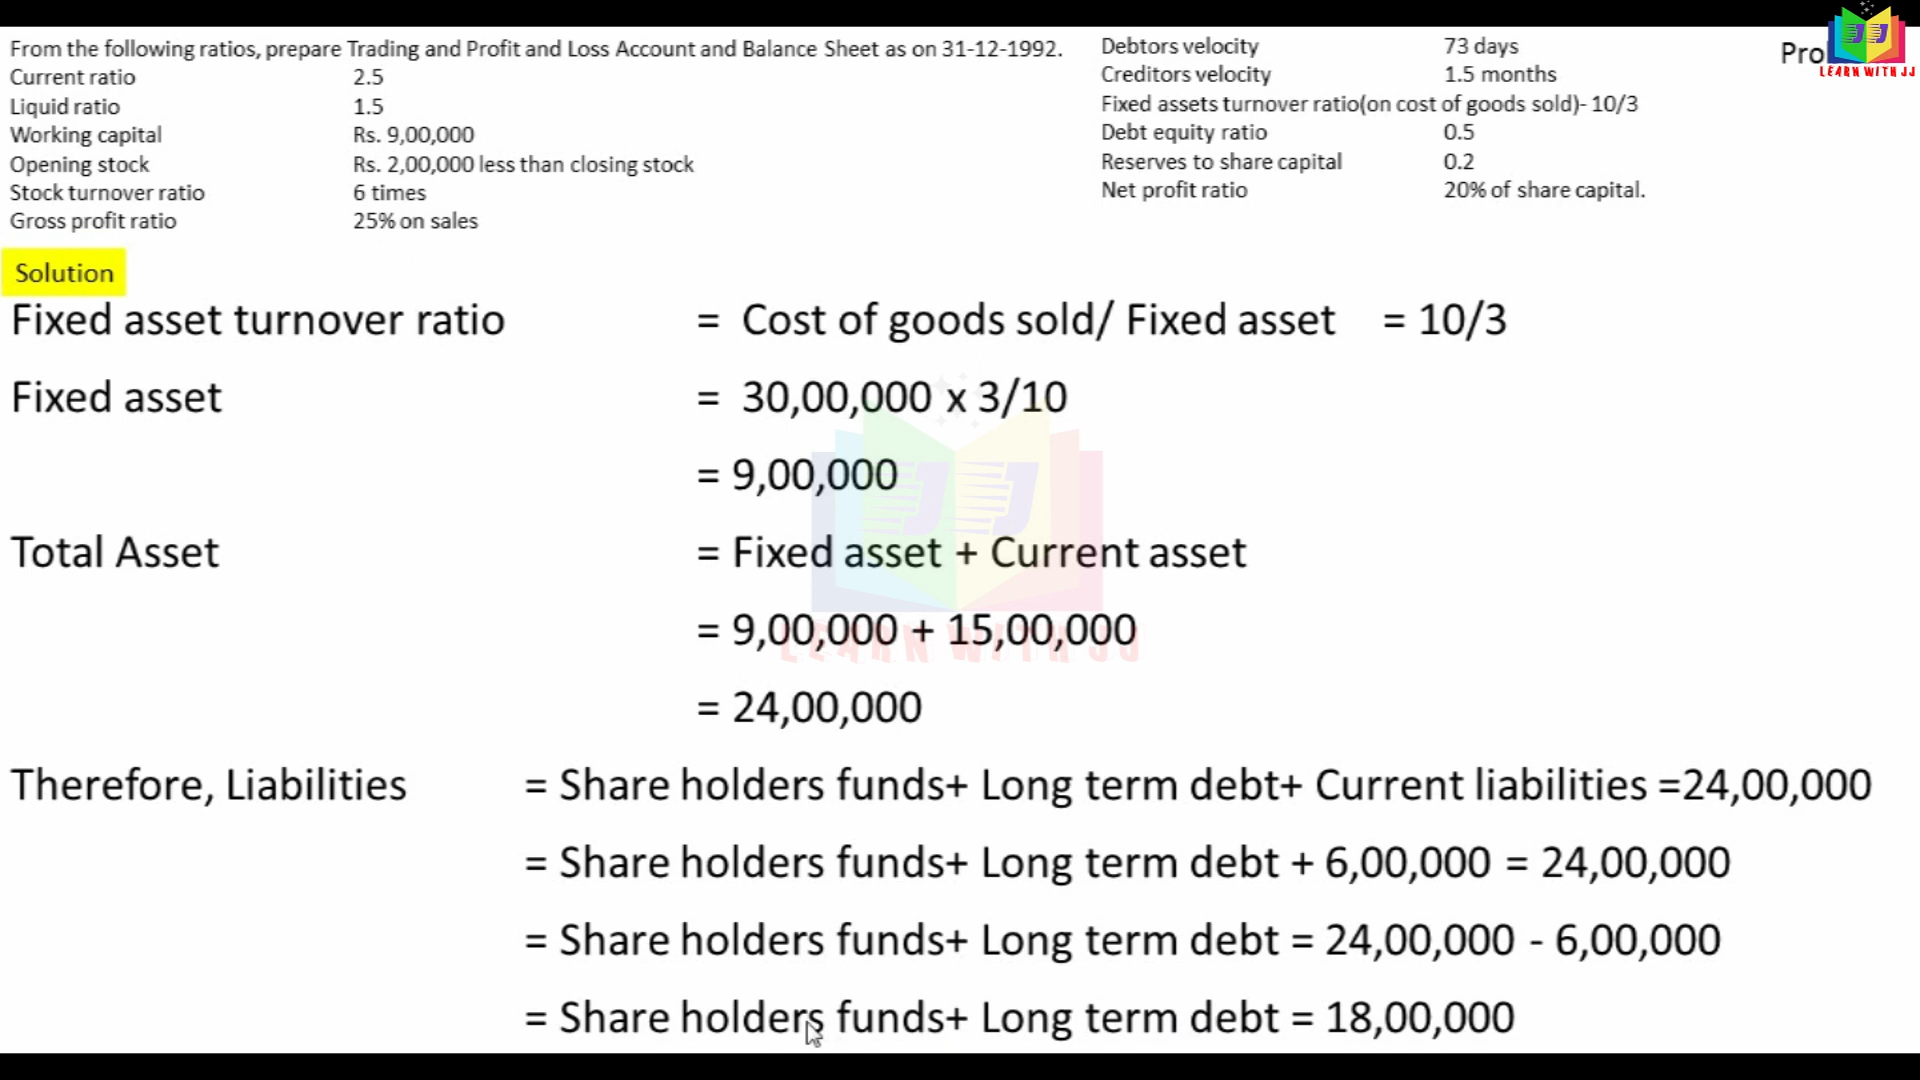 From the following ratios, prepare Trading and Profit and Loss Account and Balance Sheet as on 31-12-1992.
Current ratio 2.5
Liquid ratio 1.5
Working capital Rs. 9,00,000
Opening stock Rs. 2,00,000 less than closing stock
Stock turnover ratio 6 times
Gross profit ratio 25% on sales
Debtors velocity 73 days
Creditors velocity 1.5 months
Fixed assets turnover ratio(on cost of goods sold)- 10/3
Debt equity ratio 0.5
Reserves to share capital 0.2
Net profit ratio 20% of share capital.
JJ
LEARN WITH JJ
Solution
Fixed asset turnover ratio = Cost of goods sold/ Fixed asset = 10/3
Fixed asset = 30,00,000 x 3/10
= 9,00,000
Total Asset = Fixed asset + Current asset
= 9,00,000 + 15,00,000
= 24,00,000
Therefore, Liabilities = Share holders funds+ Long term debt+ Current liabilities =24,00,000
= Share holders funds+ Long term debt + 6,00,000 = 24,00,000
= Share holders funds+ Long term debt = 24,00,000 - 6,00,000
= Share holders funds+ Long term debt = 18,00,000
JJ
LEARN WITH JJ